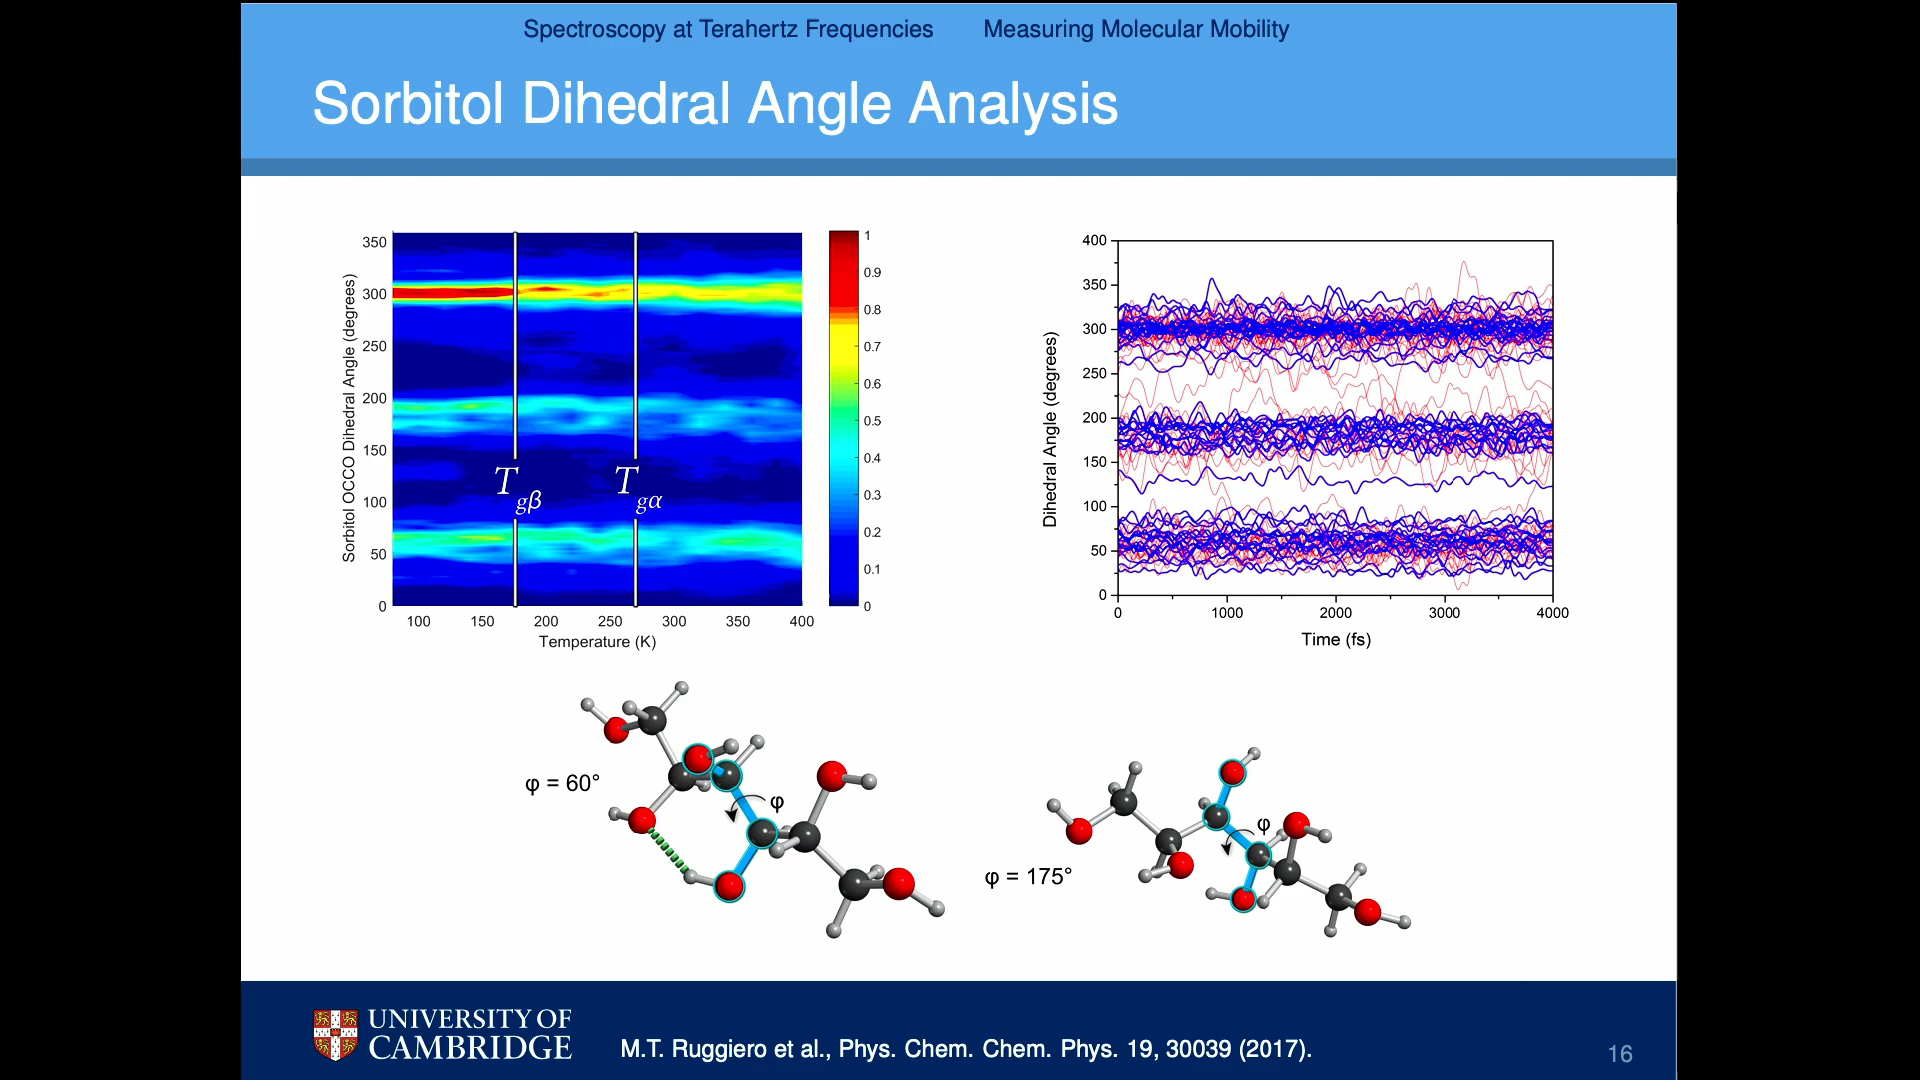 Spectroscopy at Terahertz Frequencies Measuring Molecular Mobility
Sorbitol Dihedral Angle Analysis
Sorbitol OCCO Dihedral Angle (degrees)
350
300
250
200
150
100
50
0
100 150 200 250 300 350 400
Temperature (K)
Tgβ
Tgα
1
0.9
0.8
0.7
0.6
0.5
0.4
0.3
0.2
0.1
0
Dihedral Angle (degrees)
400
350
300
250
200
150
100
50
0
0 1000 2000 3000 4000
Time (fs)
φ = 60°
φ
φ = 175°
φ
UNIVERSITY OF
CAMBRIDGE
M.T. Ruggiero et al., Phys. Chem. Chem. Phys. 19, 30039 (2017).
16